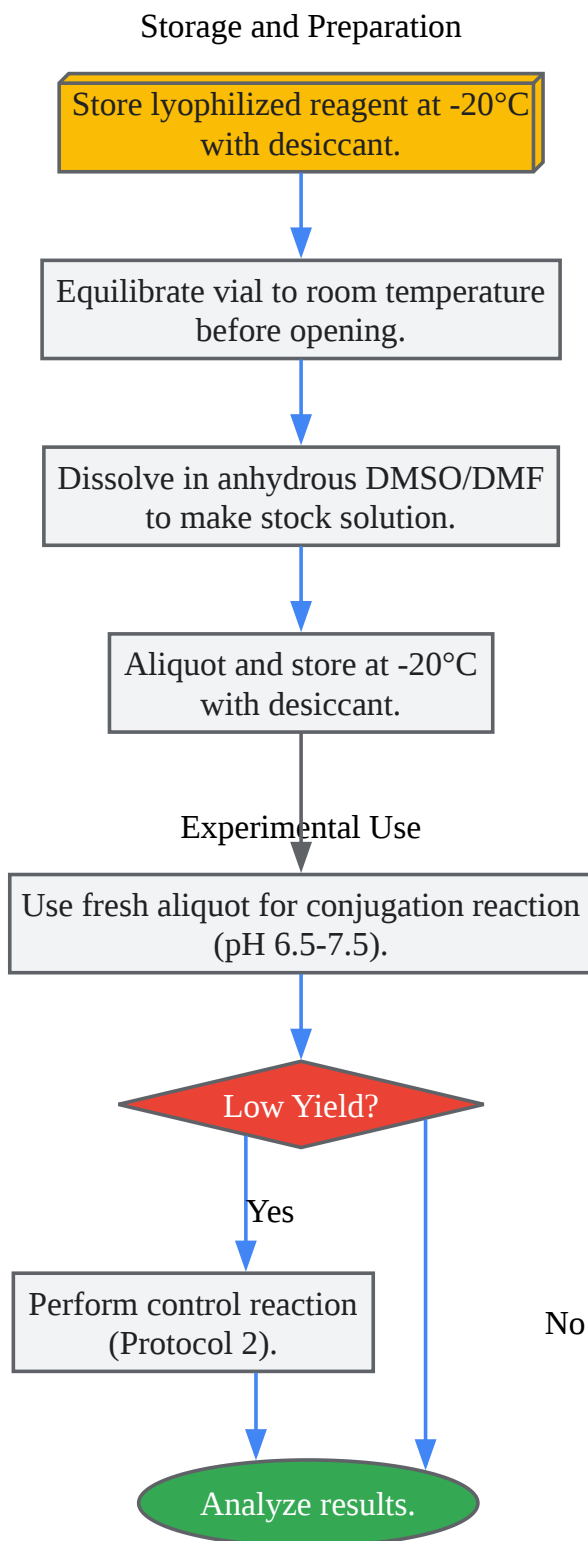 Storage and Preparation
Store lyophilized reagent at -20°C
with desiccant.
Equilibrate vial to room temperature
before opening.
Dissolve in anhydrous DMSO/DMF
to make stock solution.
Aliquot and store at -20°C
with desiccant.
Experimental Use
Use fresh aliquot for conjugation reaction
(pH 6.5-7.5).
Low Yield?
Yes
Perform control reaction
(Protocol 2).
No
Analyze results.